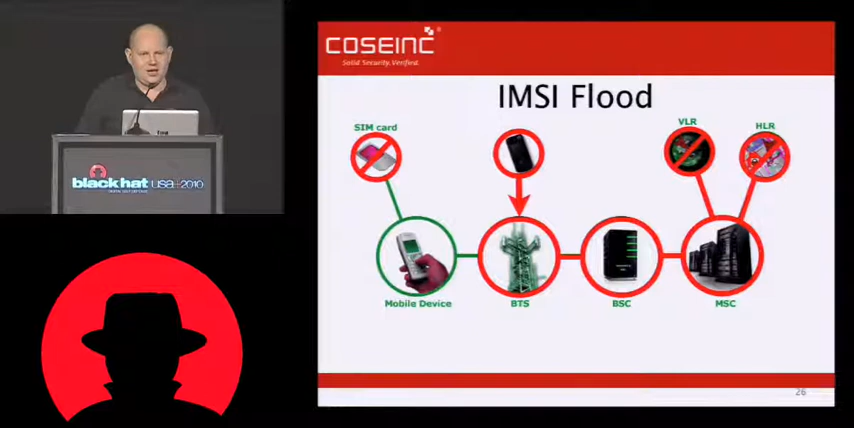 COSEINC
Solid Security. Verified.
IMSI Flood
SIM card
VLR
HLR
Mobile Device
BTS
BSC
MSC
26
black hat USA + 2010